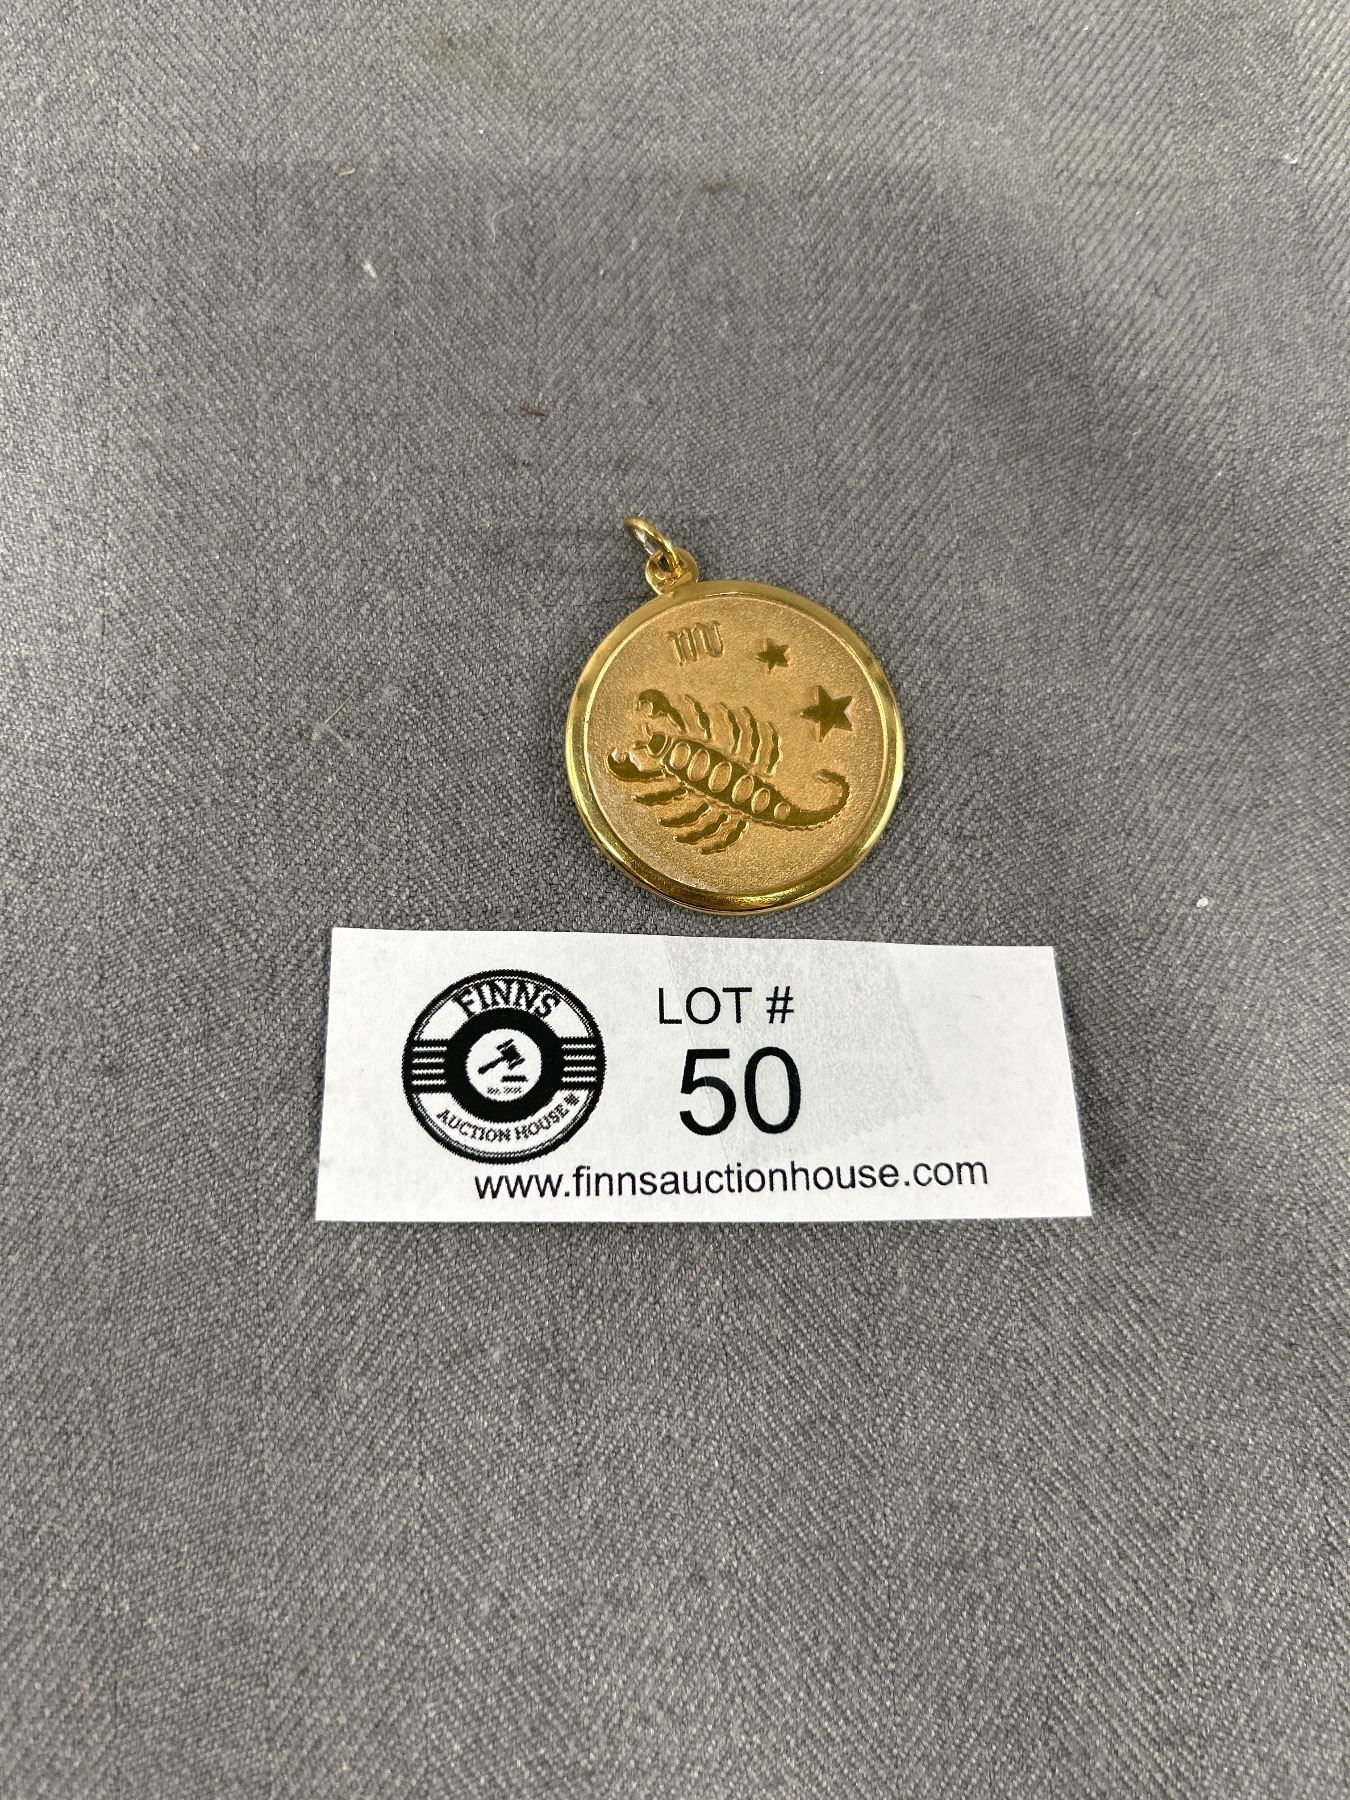 ♏
FINNS
AUCTION HOUSE
LOT #
50
www.finnsauctionhouse.com